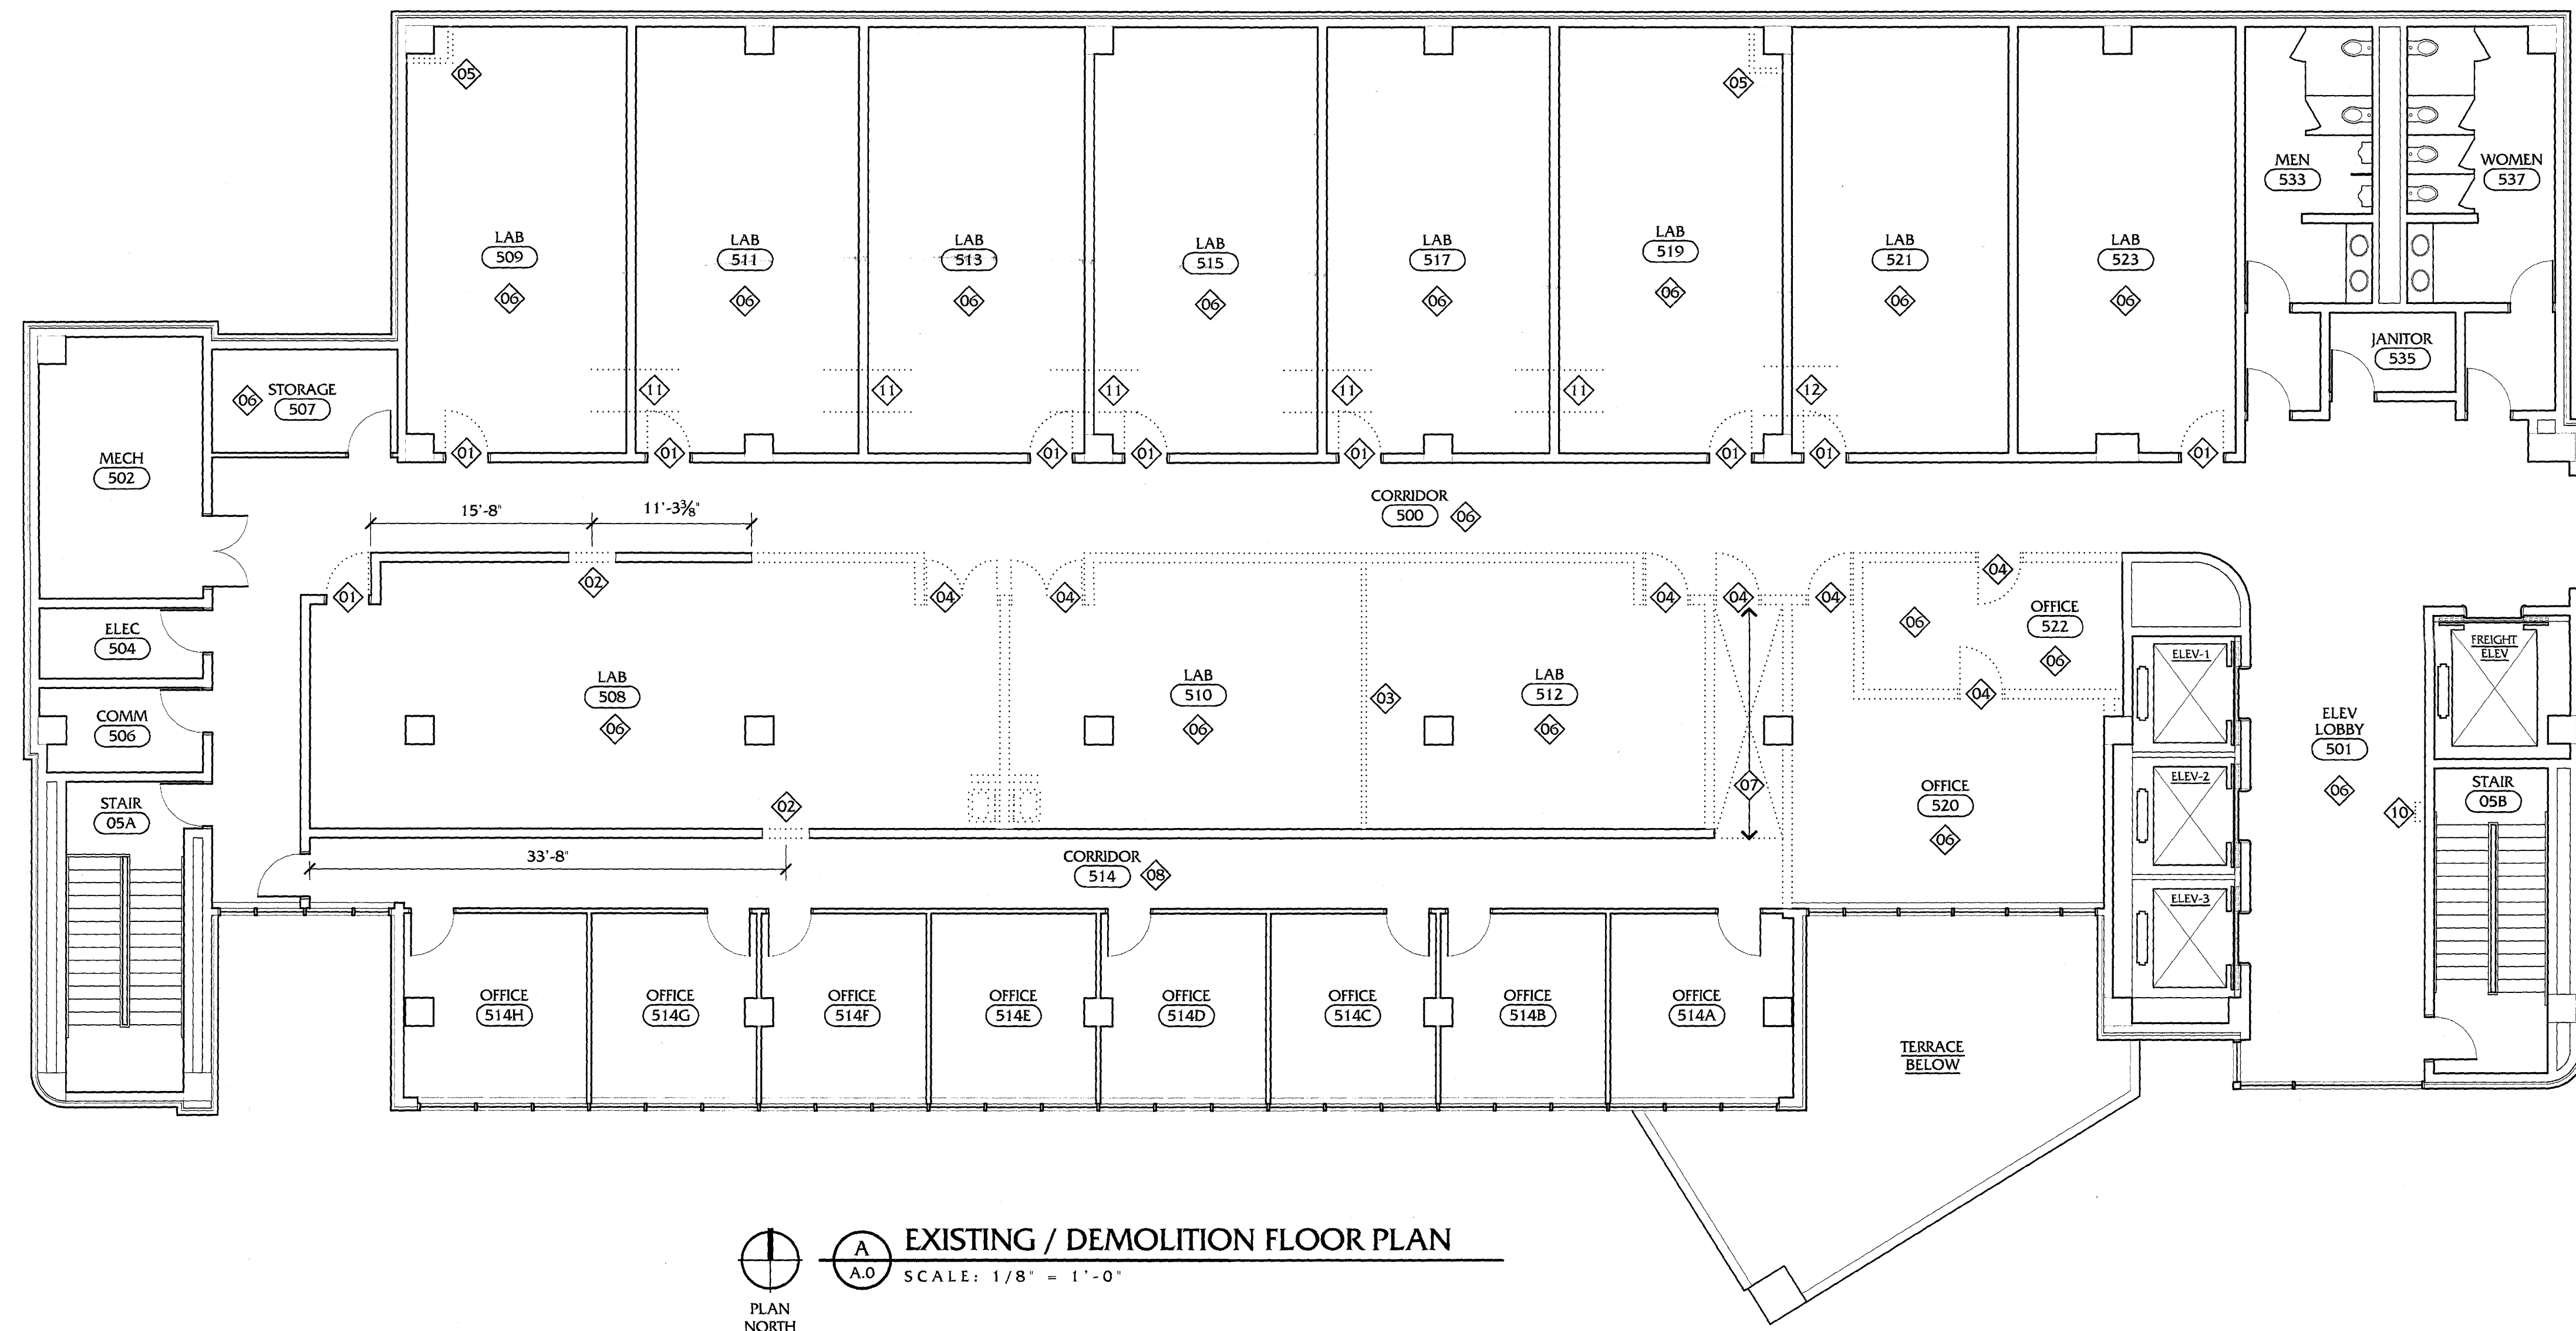 05
05
LAB
509
06
LAB
511
06
LAB
513
06
LAB
515
06
LAB
517
06
LAB
519
06
LAB
521
06
LAB
523
06
MEN
533
WOMEN
537
JANITOR
535
06
STORAGE
507
11
11
11
11
11
12
01
01
01
01
01
01
01
01
MECH
502
15'-8"
11'-3⅜"
CORRIDOR
500
06
01
02
04
04
04
04
04
04
ELEC
504
LAB
508
06
LAB
510
06
03
LAB
512
06
06
OFFICE
522
06
04
ELEV-1
FREIGHT
ELEV
COMM
506
ELEV
LOBBY
501
06
STAIR
05A
02
07
OFFICE
520
06
ELEV-2
10
STAIR
05B
33'-8"
CORRIDOR
514
08
ELEV-3
OFFICE
514H
OFFICE
514G
OFFICE
514F
OFFICE
514E
OFFICE
514D
OFFICE
514C
OFFICE
514B
OFFICE
514A
TERRACE
BELOW
A
A.0
EXISTING / DEMOLITION FLOOR PLAN
SCALE: 1/8" = 1'-0"
PLAN
NORTH